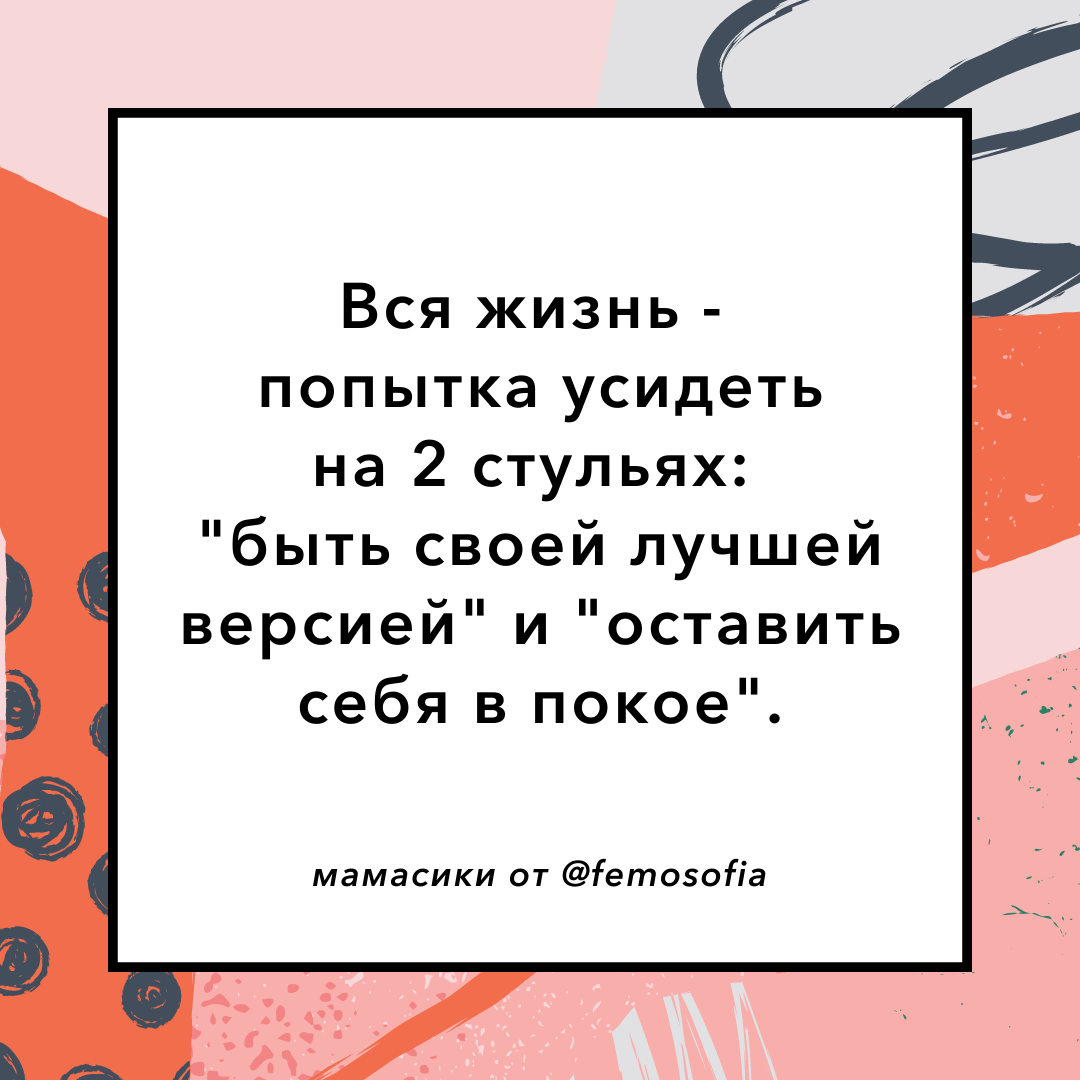 Вся жизнь -
попытка усидеть
на 2 стульях:
"быть своей лучшей
версией" и "оставить
себя в покое".
мамасики от @femosofia